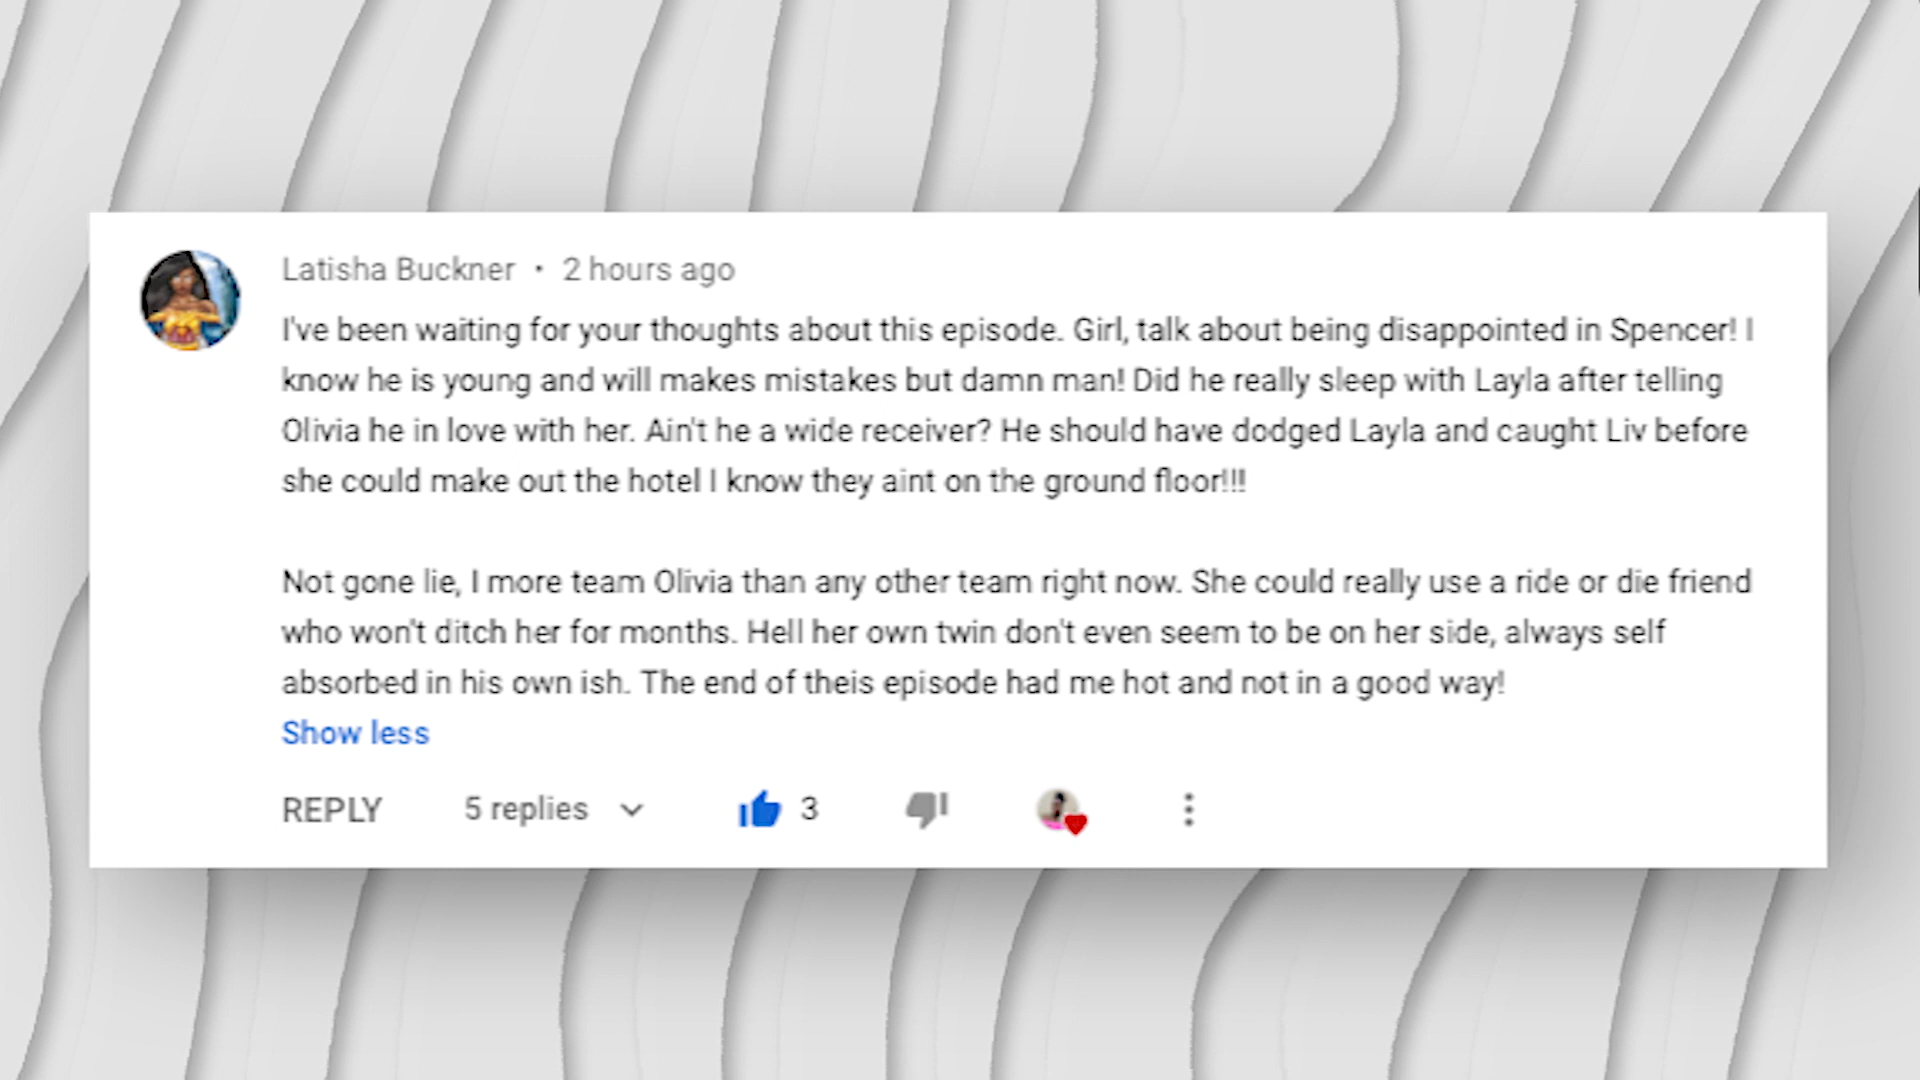 Latisha Buckner • 2 hours ago
I've been waiting for your thoughts about this episode. Girl, talk about being disappointed in Spencer! I
know he is young and will makes mistakes but damn man! Did he really sleep with Layla after telling
Olivia he in love with her. Ain't he a wide receiver? He should have dodged Layla and caught Liv before
she could make out the hotel I know they aint on the ground floor!!!
Not gone lie, I more team Olivia than any other team right now. She could really use a ride or die friend
who won't ditch her for months. Hell her own twin don't even seem to be on her side, always self
absorbed in his own ish. The end of theis episode had me hot and not in a good way!
Show less
REPLY 5 replies 3